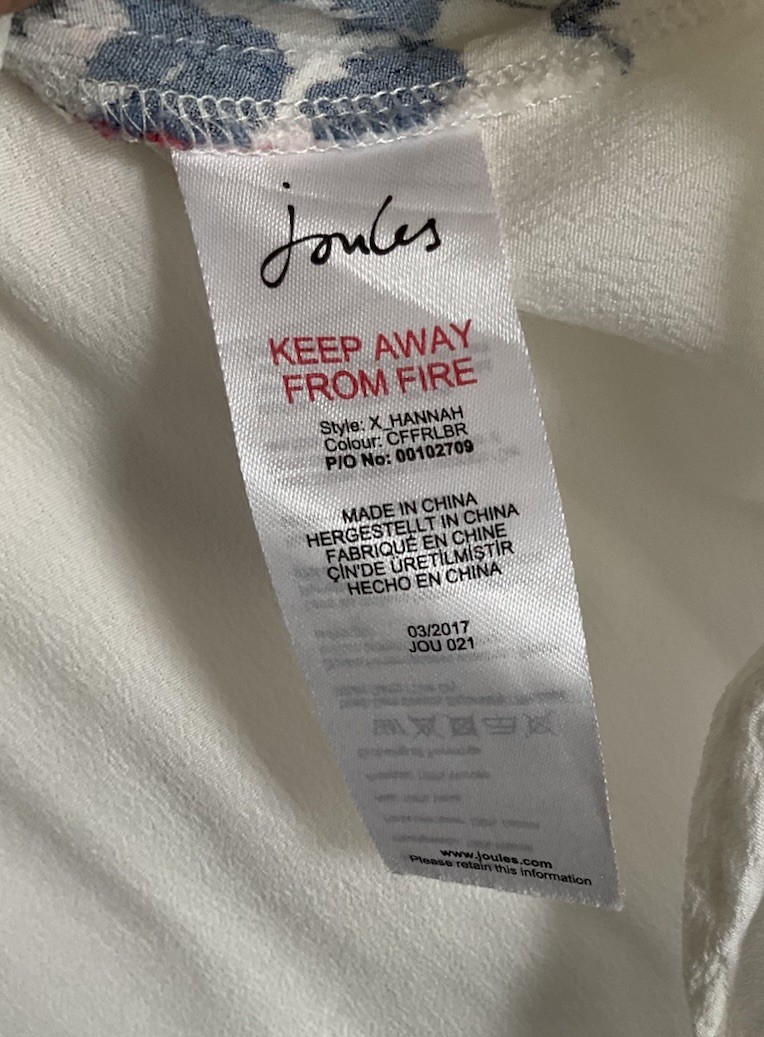 Joules
KEEP AWAY
FROM FIRE
Style: X_HANNAH
Colour: CFFRLBR
P/O No: 00102709
MADE IN CHINA
HERGESTELLT IN CHINA
FABRIQUÉ EN CHINE
ÇİN'DE ÜRETİLMİŞTİR
HECHO EN CHINA
03/2017
JOU 021
www.joules.com
Please retain this information